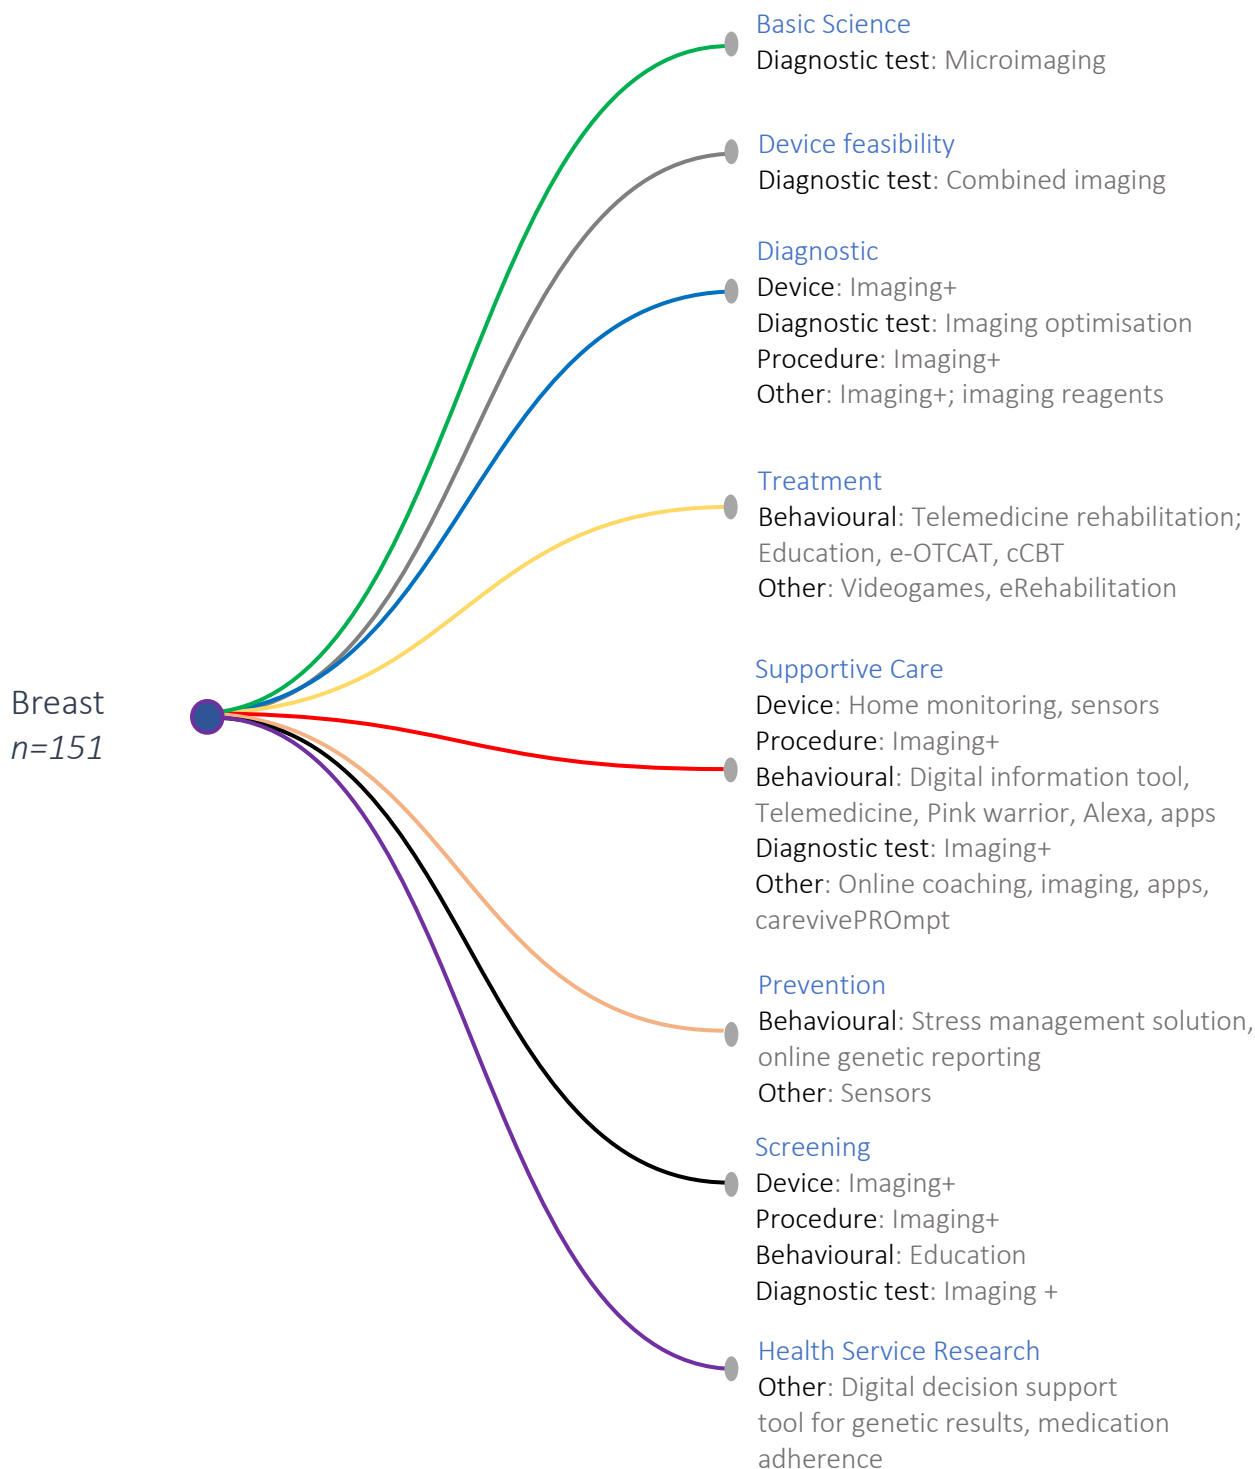 Basic Science
Diagnostic test: Microimaging
Device feasibility
Diagnostic test: Combined imaging
Diagnostic
Device: Imaging+
Diagnostic test: Imaging optimisation
Procedure: Imaging+
Other: Imaging+; imaging reagents
Treatment
Behavioural: Telemedicine rehabilitation;
Education, e-OTCAT, cCBT
Other: Videogames, eRehabilitation
Breast
n=151
Supportive Care
Device: Home monitoring, sensors
Procedure: Imaging+
Behavioural: Digital information tool,
Telemedicine, Pink warrior, Alexa, apps
Diagnostic test: Imaging+
Other: Online coaching, imaging, apps,
carevivePROmpt
Prevention
Behavioural: Stress management solution,
online genetic reporting
Other: Sensors
Screening
Device: Imaging+
Procedure: Imaging+
Behavioural: Education
Diagnostic test: Imaging +
Health Service Research
Other: Digital decision support
tool for genetic results, medication
adherence